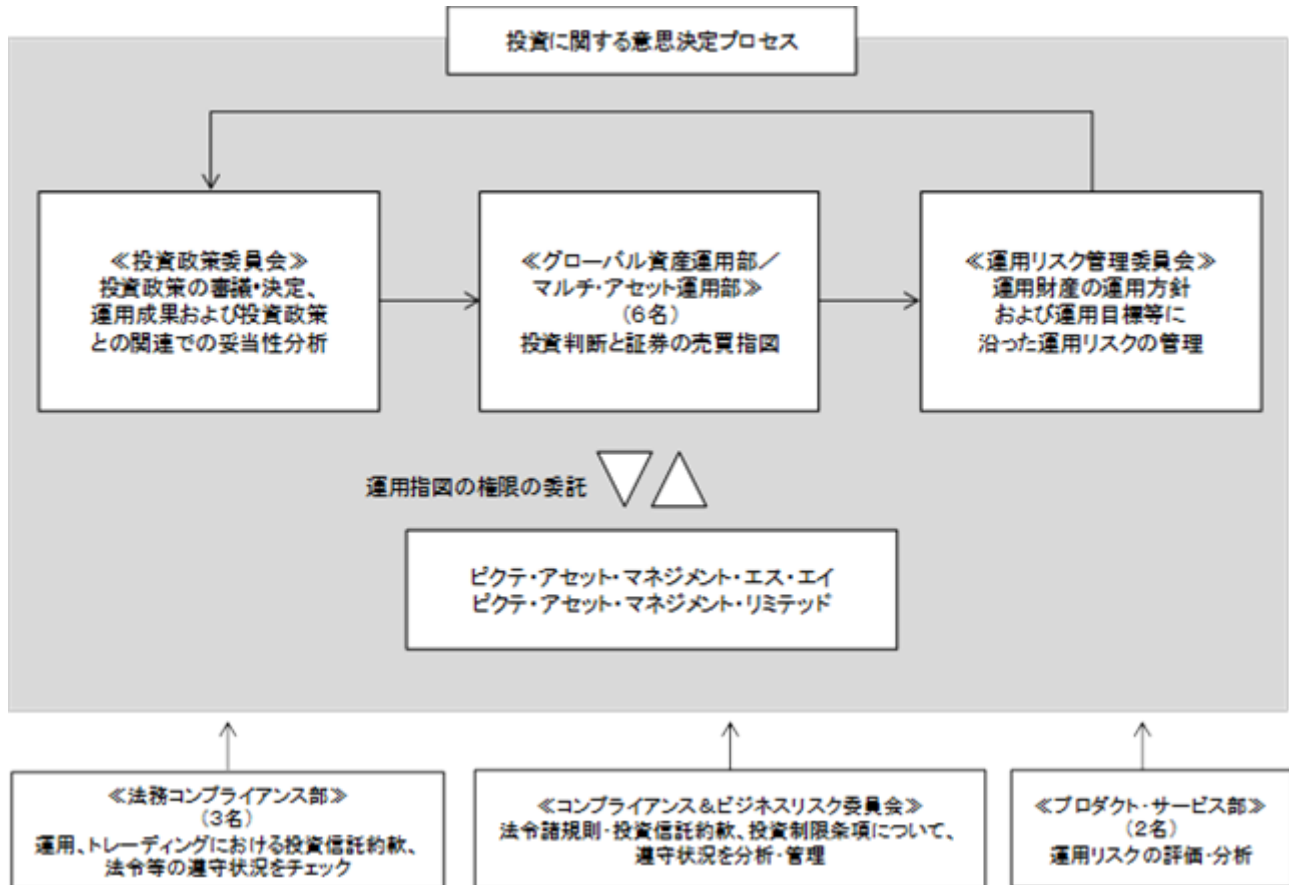 投資に関する意思決定プロセス
≪投資政策委員会≫
投資政策の審議・決定、
運用成果および投資政策
との関連での妥当性分析
≪グローバル資産運用部／
マルチ・アセット運用部≫
(6名)
投資判断と証券の売買指図
≪運用リスク管理委員会≫
運用財産の運用方針
および運用目標等に
沿った運用リスクの管理
運用指図の権限の委託
ピクテ・アセット・マネジメント・エス・エイ
ピクテ・アセット・マネジメント・リミテッド
≪法務コンプライアンス部≫
(3名)
運用、トレーディングにおける投資信託約款、
法令等の遵守状況をチェック
≪コンプライアンス＆ビジネスリスク委員会≫
法令諸規則・投資信託約款、投資制限条項について、
遵守状況を分析・管理
≪プロダクト・サービス部≫
(2名)
運用リスクの評価・分析